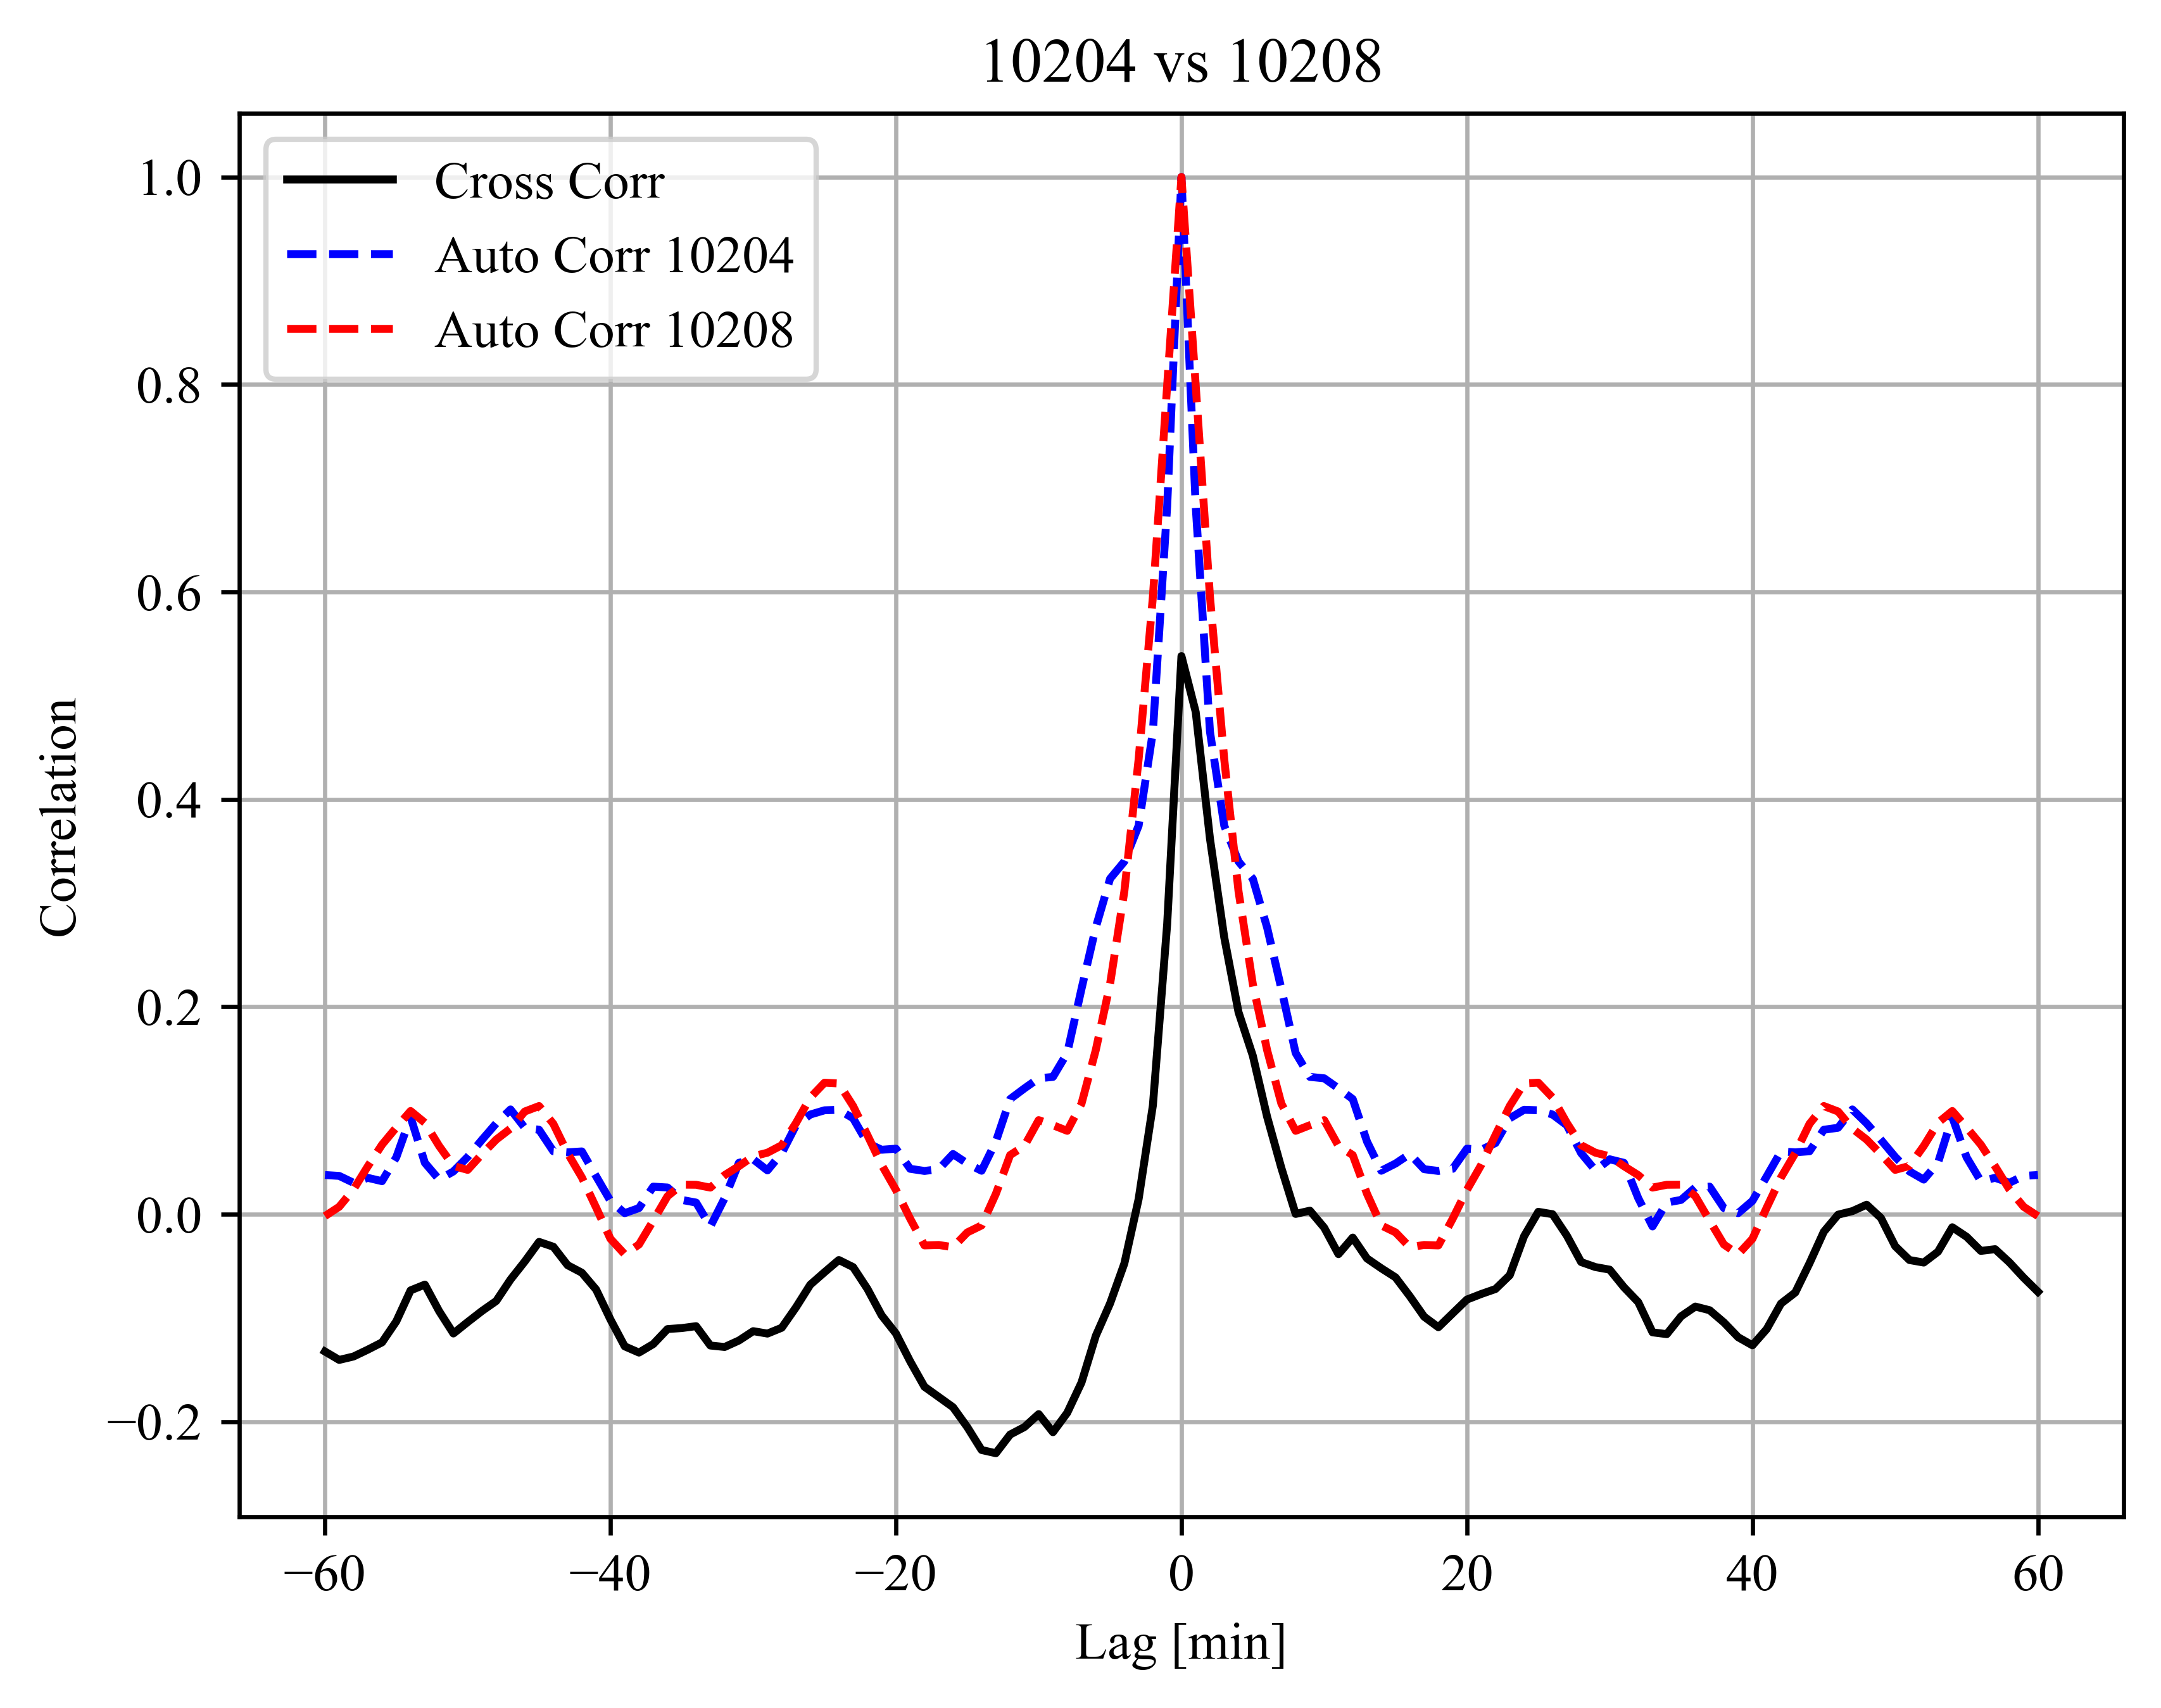 10204 vs 10208
Cross Corr
Auto Corr 10204
Auto Corr 10208
1.0
0.8
0.6
0.4
0.2
0.0
−0.2
Correlation
−60 −40 −20 0 20 40 60
Lag [min]